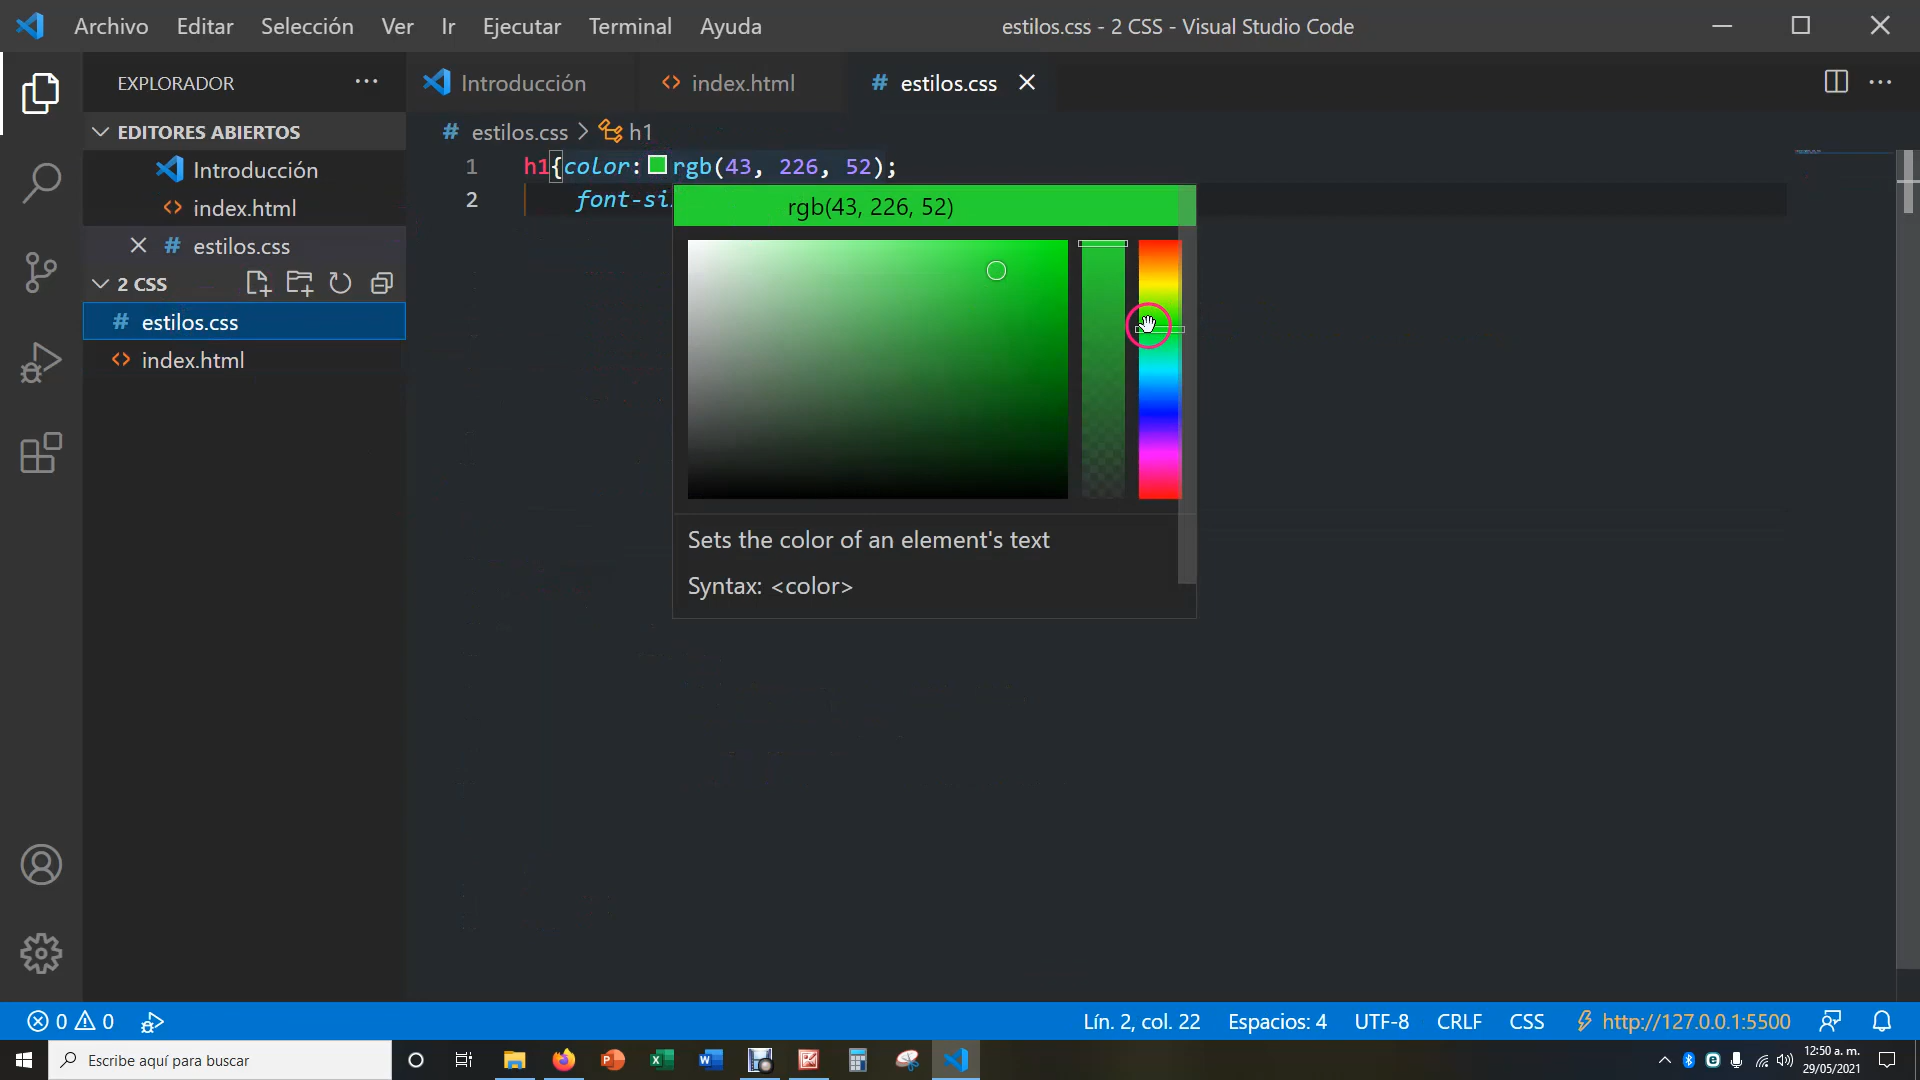 Archivo Editar Selección Ver Ir Ejecutar Terminal Ayuda
estilos.css - 2 CSS - Visual Studio Code
EXPLORADOR
Introducción
index.html
estilos.css
EDITORES ABIERTOS
Introducción
index.html
estilos.css
2 CSS
estilos.css
index.html
estilos.css > h1
1 h1{color: rgb(43, 226, 52);
2 font-si
rgb(43, 226, 52)
Sets the color of an element's text
Syntax: <color>
0 0
Lín. 2, col. 22 Espacios: 4 UTF-8 CRLF CSS http://127.0.0.1:5500
Escribe aquí para buscar
12:50 a. m.
29/05/2021